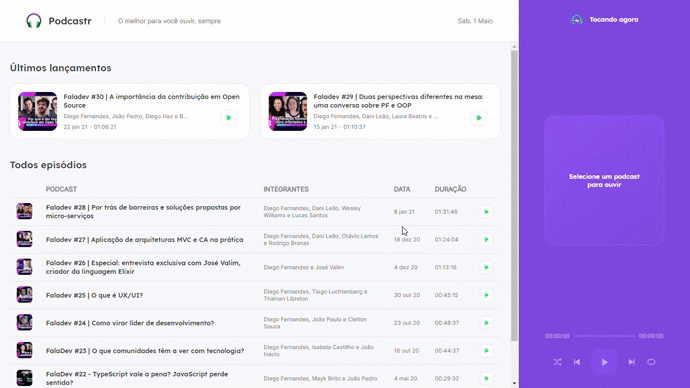 Podcastr
O melhor para você ouvir, sempre
Sáb, 1 Maio
Tocando agora
Últimos lançamentos
Faladev #30 | A importância da contribuição em Open
Source
Diego Fernandes, João Pedro, Diego Haz e B...
22 jan 21 · 01:06:21
Faladev #29 | Duas perspectivas diferentes na mesa:
uma conversa sobre PF e OOP
Diego Fernandes, Dani Leão, Laura Beatris e ...
15 jan 21 · 01:10:37
Todos episódios
PODCAST INTEGRANTES DATA DURAÇÃO
Faladev #28 | Por trás de barreiras e soluções propostas por
micro-serviços
Diego Fernandes, Dani Leão, Wesley
Williams e Lucas Santos
8 jan 21
01:31:46
Faladev #27 | Aplicação de arquiteturas MVC e CA na prática
Diego Fernandes, Dani Leão, Otávio Lemos
e Rodrigo Branas
18 dez 20
01:24:04
Faladev #26 | Especial: entrevista exclusiva com José Valim,
criador da linguagem Elixir
Diego Fernandes e José Valim
4 dez 20
01:13:16
Faladev #25 | O que é UX/UI?
Diego Fernandes, Tiago Luchtenberg e
Thainan Librelon
30 out 20
00:45:15
Faladev #24 | Como virar líder de desenvolvimento?
Diego Fernandes, João Paulo e Cleiton
Souza
23 out 20
00:48:37
FalaDev #23 | O que comunidades têm a ver com tecnologia?
Diego Fernandes, Isabela Castilho e João
Inácio
16 out 20
00:44:37
FalaDev #22 - TypeScript vale a pena? JavaScript perde
sentido?
Diego Fernandes, Mayk Brito e João Pedro
4 mai 20
00:29:32
Selecione um podcast
para ouvir
00:00:00 00:00:00